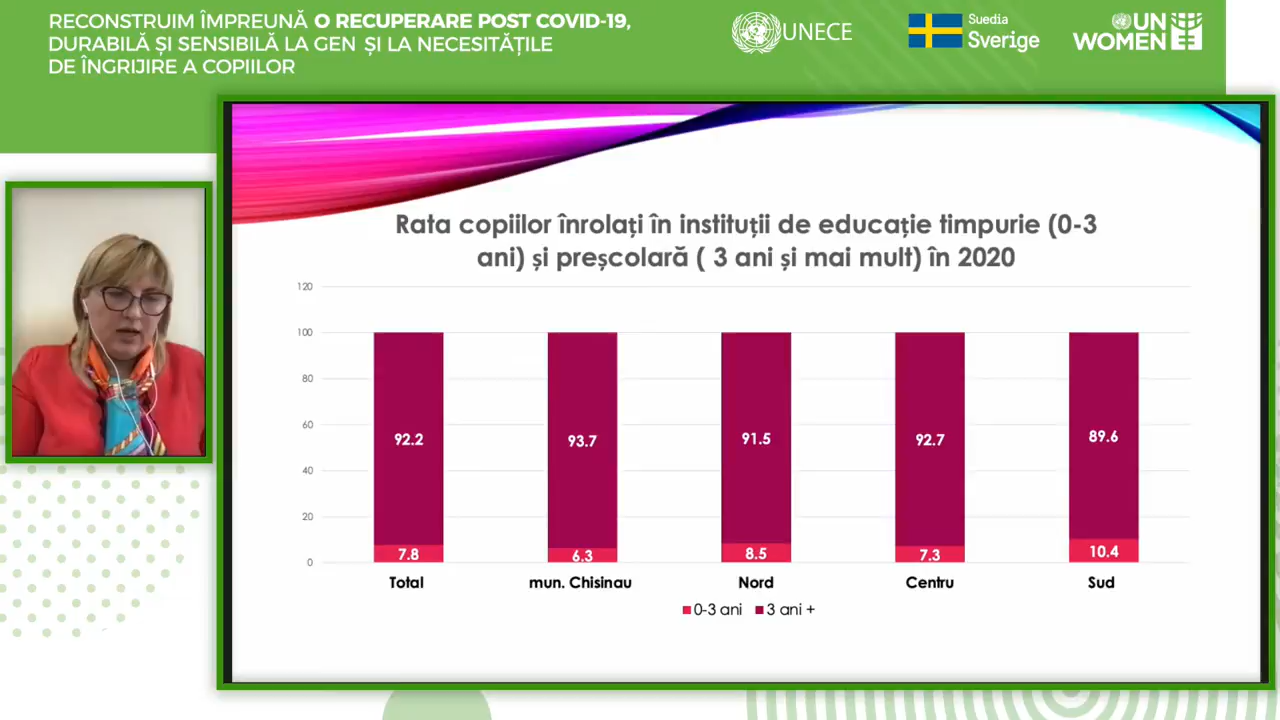 RECONSTRUIM ÎMPREUNĂ O RECUPERARE POST COVID-19,
DURABILĂ ȘI SENSIBILĂ LA GEN ȘI LA NECESITĂȚILE
DE ÎNGRIJIRE A COPIILOR
UNECE
Suedia
Sverige
UN
WOMEN
Rata copiilor înrolați în instituții de educație timpurie (0-3
ani) și preșcolară ( 3 ani și mai mult) în 2020
120
100
80
60
40
20
0
92.2
93.7
91.5
92.7
89.6
7.8
6.3
8.5
7.3
10.4
Total
mun. Chisinau
Nord
Centru
Sud
0-3 ani
3 ani +